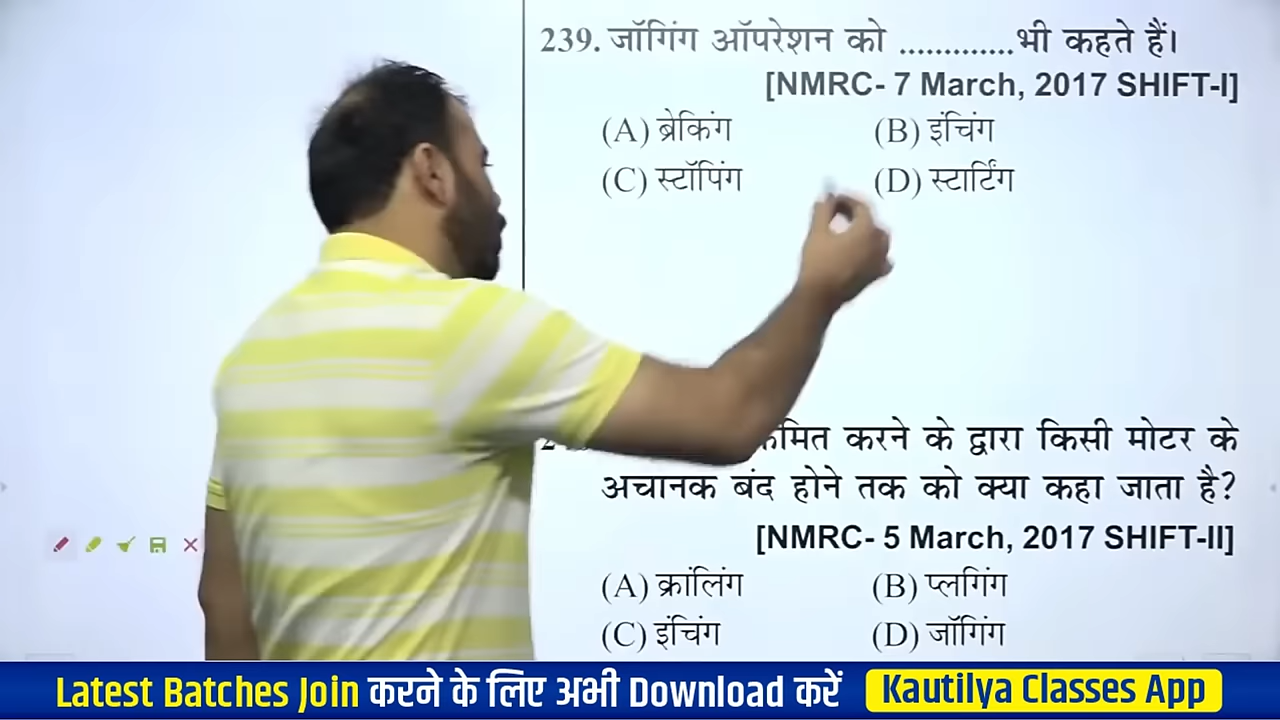 239. जॉगिंग ऑपरेशन को .............भी कहते हैं।
[NMRC- 7 March, 2017 SHIFT-I]
(A) ब्रेकिंग (B) इंचिंग
(C) स्टॉपिंग (D) स्टार्टिंग
करने के द्वारा किसी मोटर के
अचानक बंद होने तक को क्या कहा जाता है?
[NMRC- 5 March, 2017 SHIFT-II]
(A) क्रांलिंग (B) प्लगिंग
(C) इंचिंग (D) जॉगिंग
Latest Batches Join करने के लिए अभी Download करें Kautilya Classes App